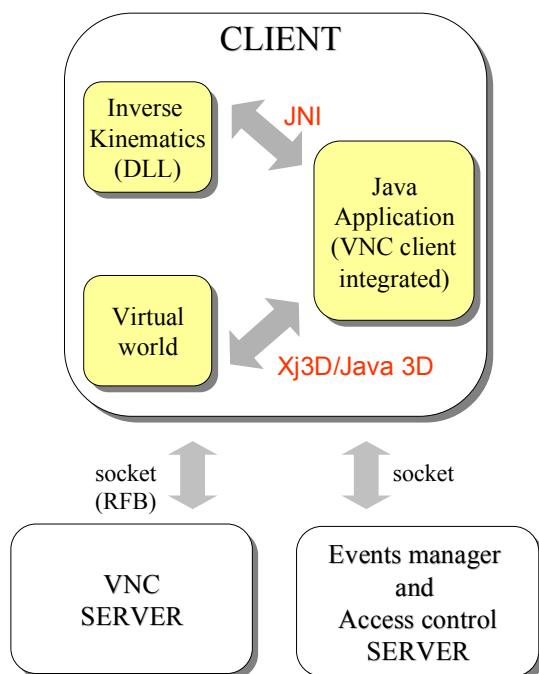 CLIENT
Inverse
Kinematics
(DLL)
JNI
Java
Application
(VNC client
integrated)
Virtual
world
Xj3D/Java 3D
socket
(RFB)
socket
VNC
SERVER
Events manager
and
Access control
SERVER